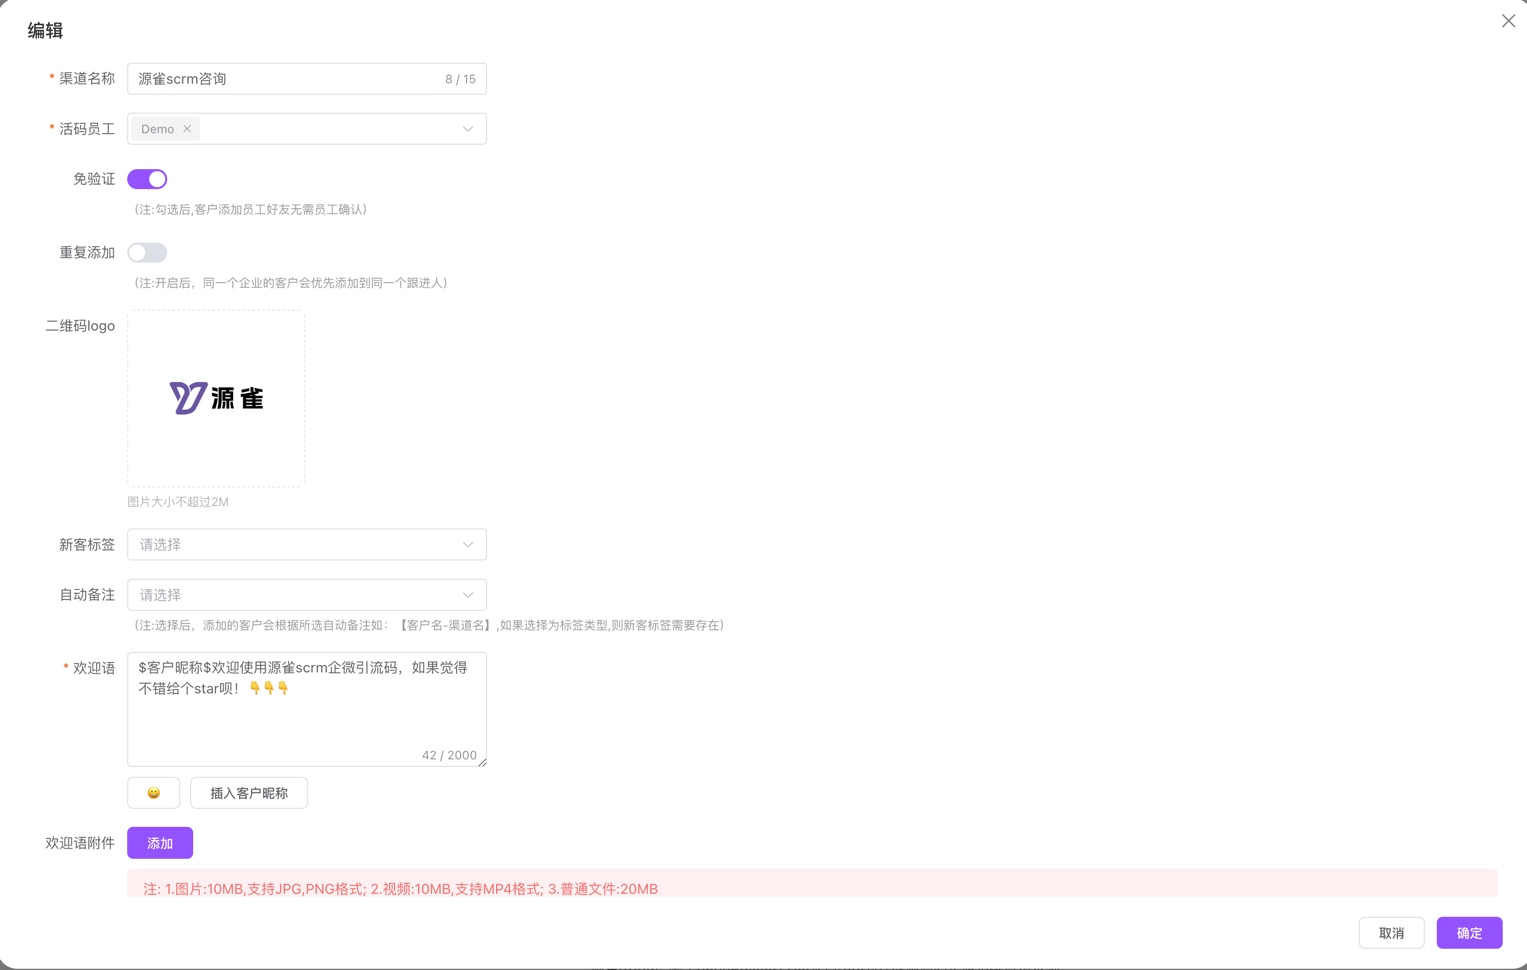 编辑
* 渠道名称 源雀scrm咨询 8 / 15
* 活码员工 Demo
免验证
(注:勾选后,客户添加员工好友无需员工确认)
重复添加
(注:开启后，同一个企业的客户会优先添加到同一个跟进人)
二维码logo
源雀
图片大小不超过2M
新客标签 请选择
自动备注 请选择
(注:选择后，添加的客户会根据所选自动备注如：【客户名-渠道名】,如果选择为标签类型,则新客标签需要存在)
* 欢迎语 $客户昵称$欢迎使用源雀scrm企微引流码，如果觉得
不错给个star呗！👇👇👇
42 / 2000
😀 插入客户昵称
欢迎语附件 添加
注: 1.图片:10MB,支持JPG,PNG格式; 2.视频:10MB,支持MP4格式; 3.普通文件:20MB
取消 确定